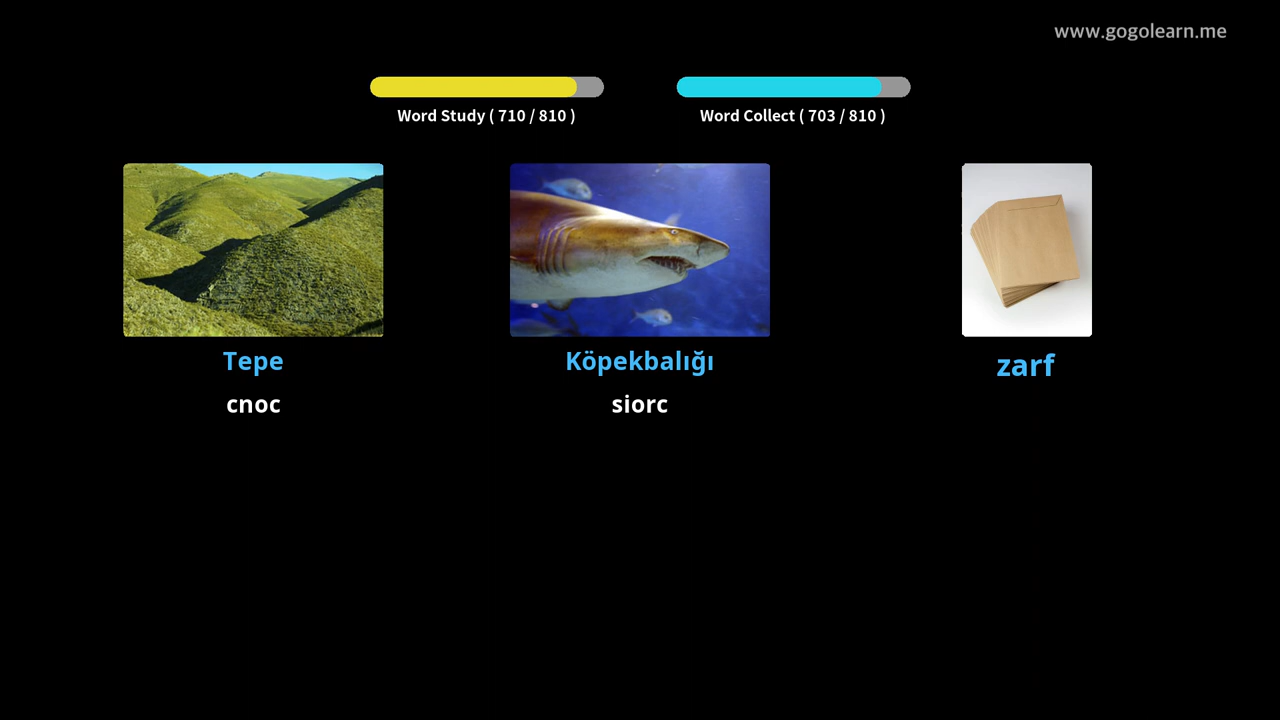 www.gogolearn.me
Word Study ( 710 / 810 )
Word Collect ( 703 / 810 )
Tepe
cnoc
Köpekbalığı
siorc
zarf